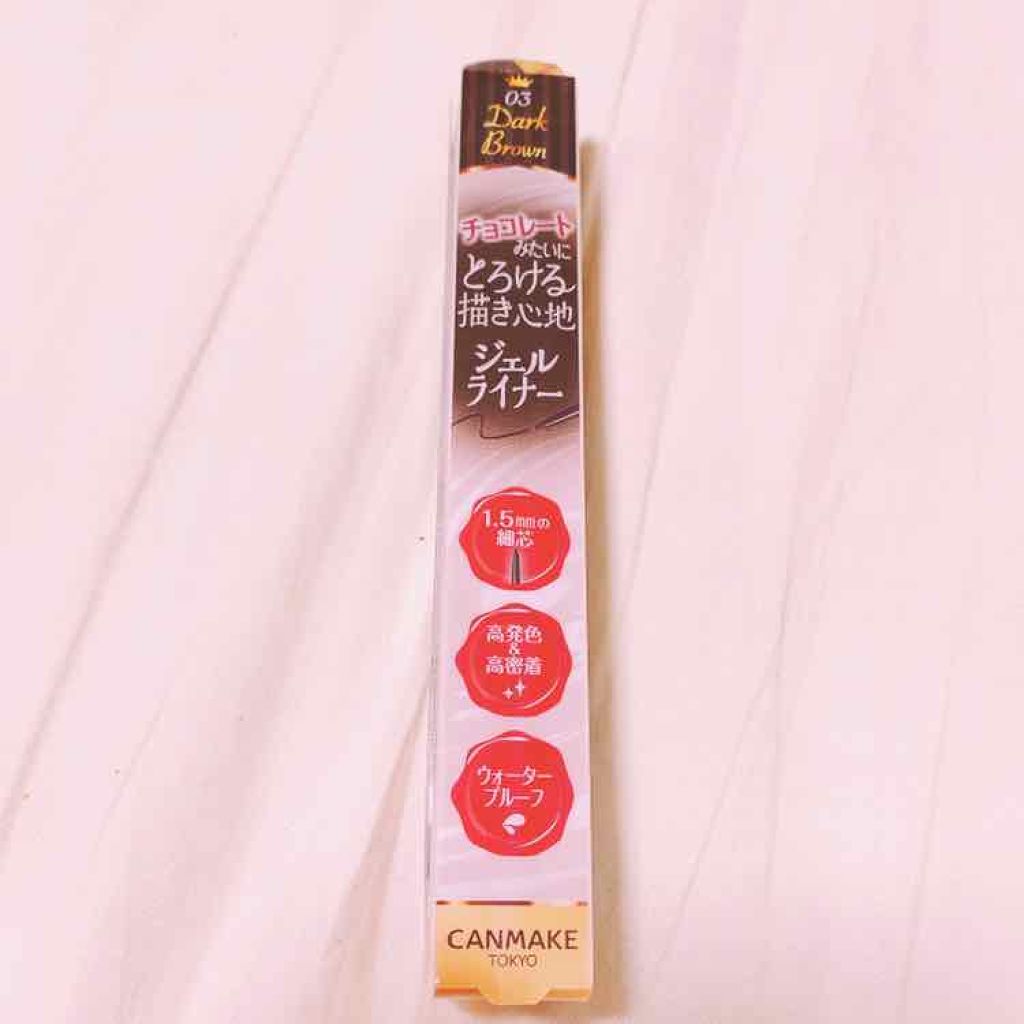 03
Dark
Brown
チョコレート
みたいに
とろける
描き心地
ジェル
ライナー
1.5mmの
細芯
高発色
&
高密着
ウォーター
プルーフ
CANMAKE
TOKYO